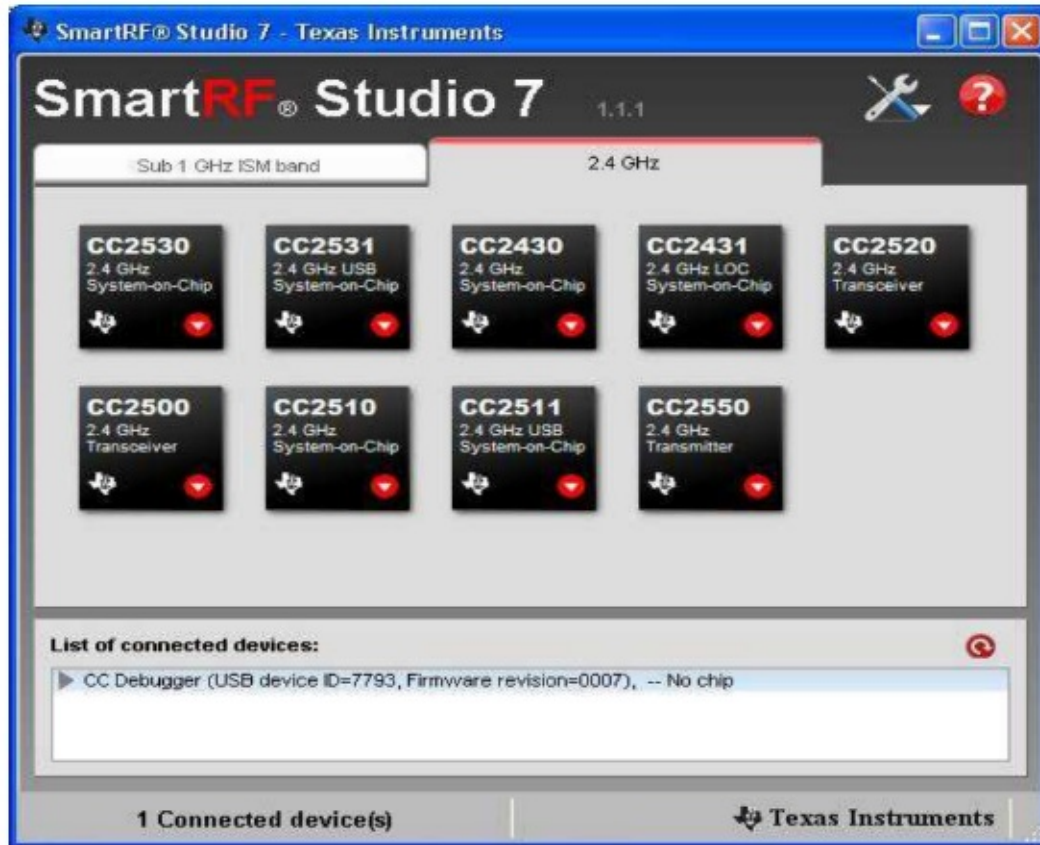 SmartRF® Studio 7 - Texas Instruments
SmartRF® Studio 7 1.1.1
Sub 1 GHz ISM band
2.4 GHz
CC2530
2.4 GHz
System-on-Chip
CC2531
2.4 GHz USB
System-on-Chip
CC2430
2.4 GHz
System-on-Chip
CC2431
2.4 GHz LOC
System-on-Chip
CC2520
2.4 GHz
Transceiver
CC2500
2.4 GHz
Transceiver
CC2510
2.4 GHz
System-on-Chip
CC2511
2.4 GHz USB
System-on-Chip
CC2550
2.4 GHz
Transmitter
List of connected devices:
CC Debugger (USB device ID=7793, Firmware revision=0007), -- No chip
1 Connected device(s)
Texas Instruments